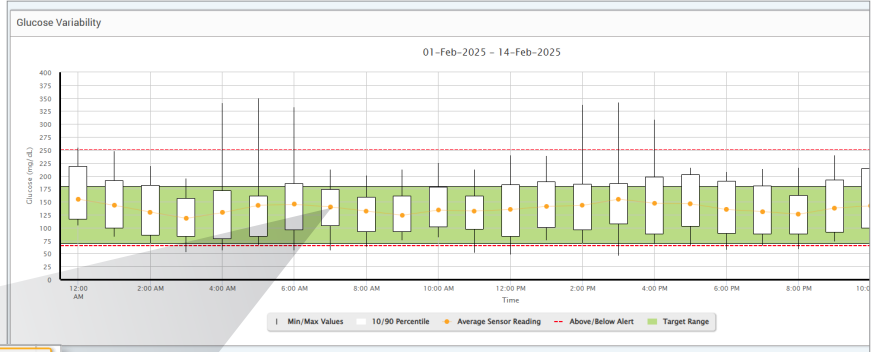 Glucose Variability
01-Feb-2025 - 14-Feb-2025
400
375
350
325
300
275
250
225
200
175
150
125
100
75
50
25
0
Glucose (mg/dL)
12:00 AM
2:00 AM
4:00 AM
6:00 AM
8:00 AM
10:00 AM
12:00 PM
2:00 PM
4:00 PM
6:00 PM
8:00 PM
10:0
Time
Min/Max Values
10/90 Percentile
Average Sensor Reading
Above/Below Alert
Target Range